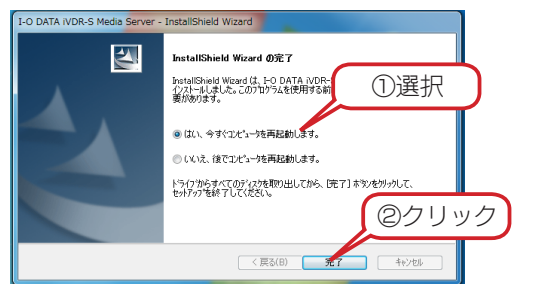 I-O DATA iVDR-S Media Server - InstallShield Wizard
InstallShield Wizard の完了
InstallShield Wizard は、I-O DATA iVDR-
インストールしました。このプログラムを使用する前
要があります。
①選択
はい、今すぐコンピュータを再起動します。
いいえ、後でコンピュータを再起動します。
ドライブからすべてのディスクを取り出してから、[完了] ボタンをクリックして、
セットアップを終了してください。
②クリック
< 戻る(B)
完了
キャンセル